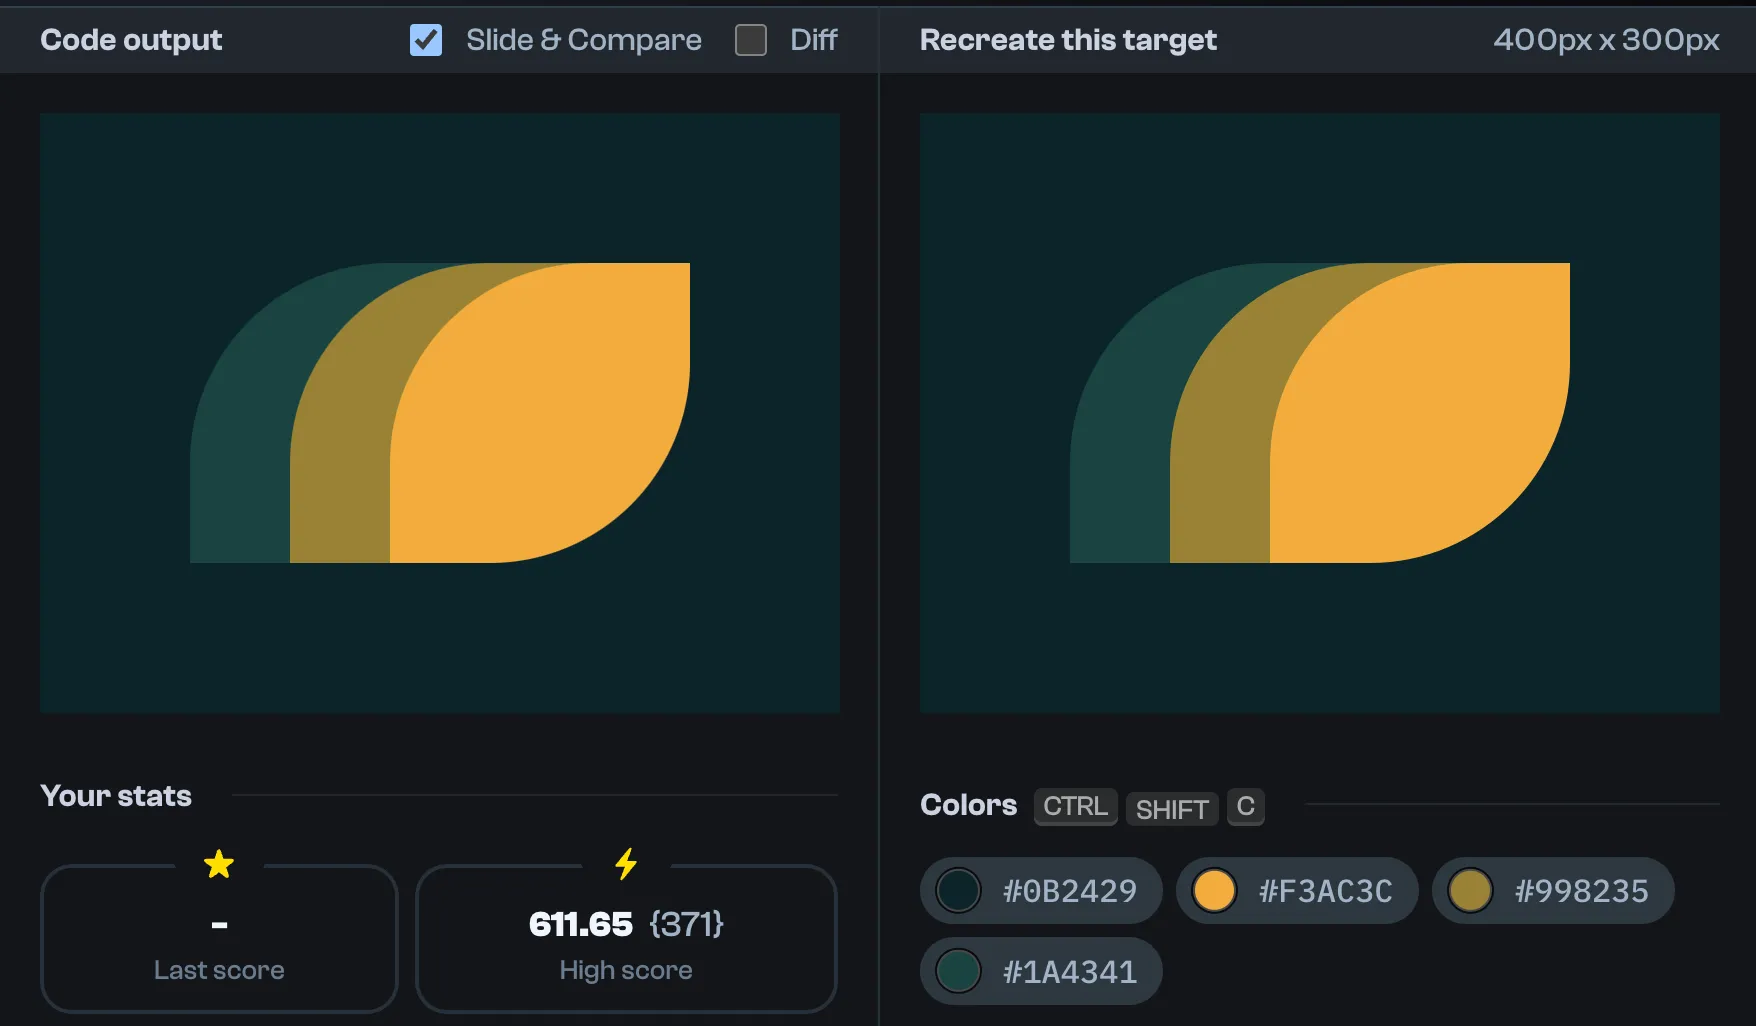 Code output
Slide & Compare
Diff
Recreate this target
400px x 300px
Your stats
-
Last score
611.65 {371}
High score
Colors CTRL SHIFT C
#0B2429
#F3AC3C
#998235
#1A4341